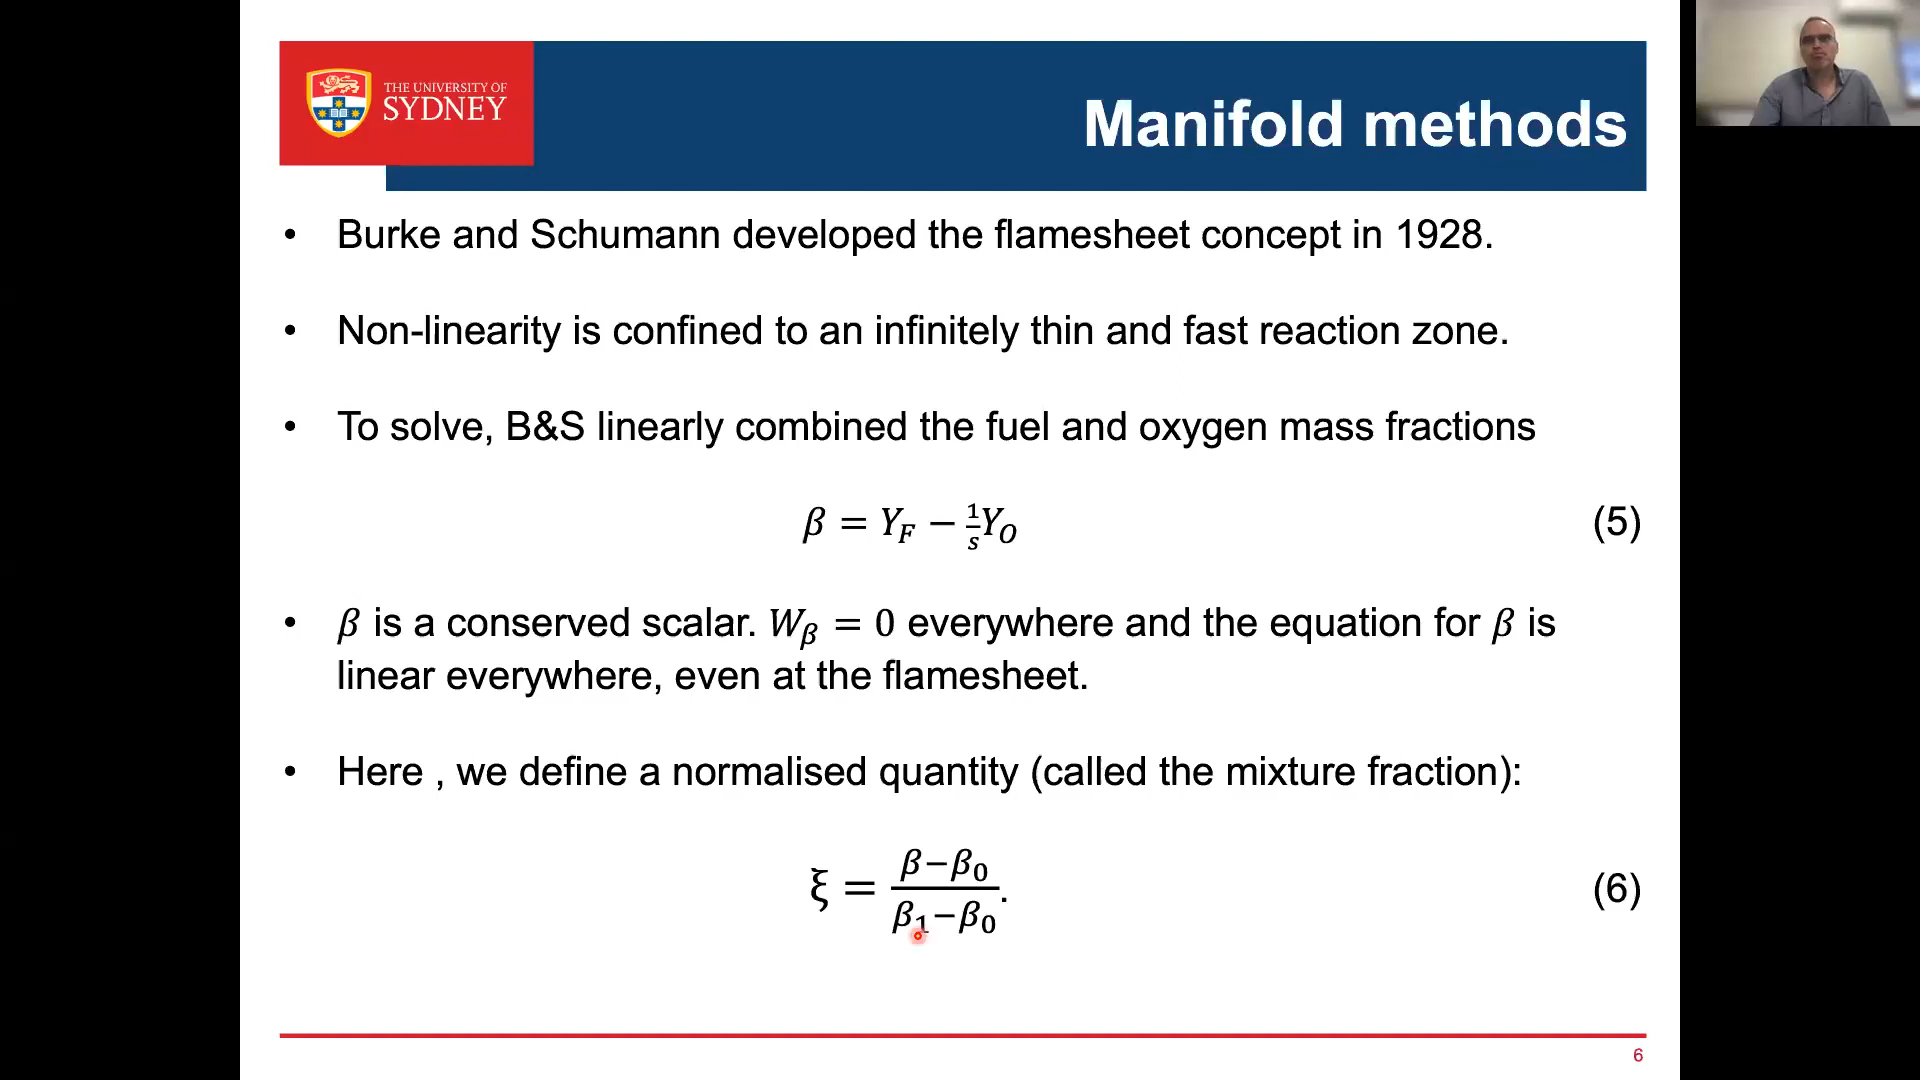 THE UNIVERSITY OF
SYDNEY
Manifold methods
• Burke and Schumann developed the flamesheet concept in 1928.
• Non-linearity is confined to an infinitely thin and fast reaction zone.
• To solve, B&S linearly combined the fuel and oxygen mass fractions
β = Y_F − 1/s Y_O (5)
• β is a conserved scalar. W_β = 0 everywhere and the equation for β is
linear everywhere, even at the flamesheet.
• Here , we define a normalised quantity (called the mixture fraction):
ξ = (β−β₀)/(β₁−β₀). (6)
6